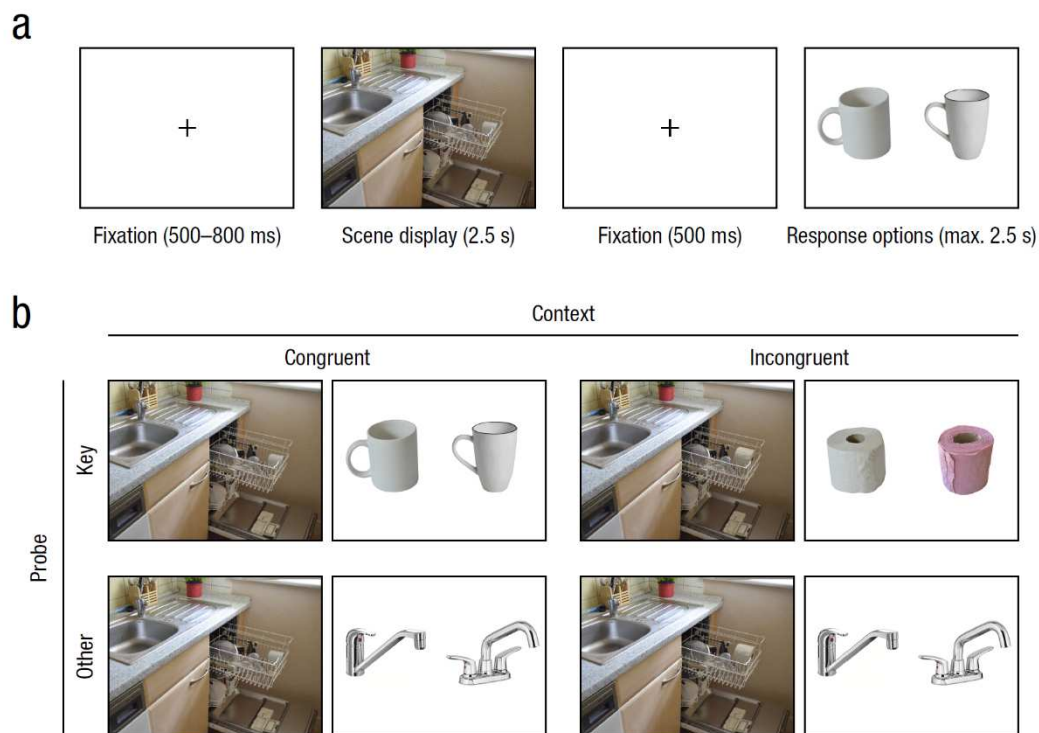 a
Fixation (500–800 ms) Scene display (2.5 s) Fixation (500 ms) Response options (max. 2.5 s)
b
Context
Congruent Incongruent
Probe
Key
Other